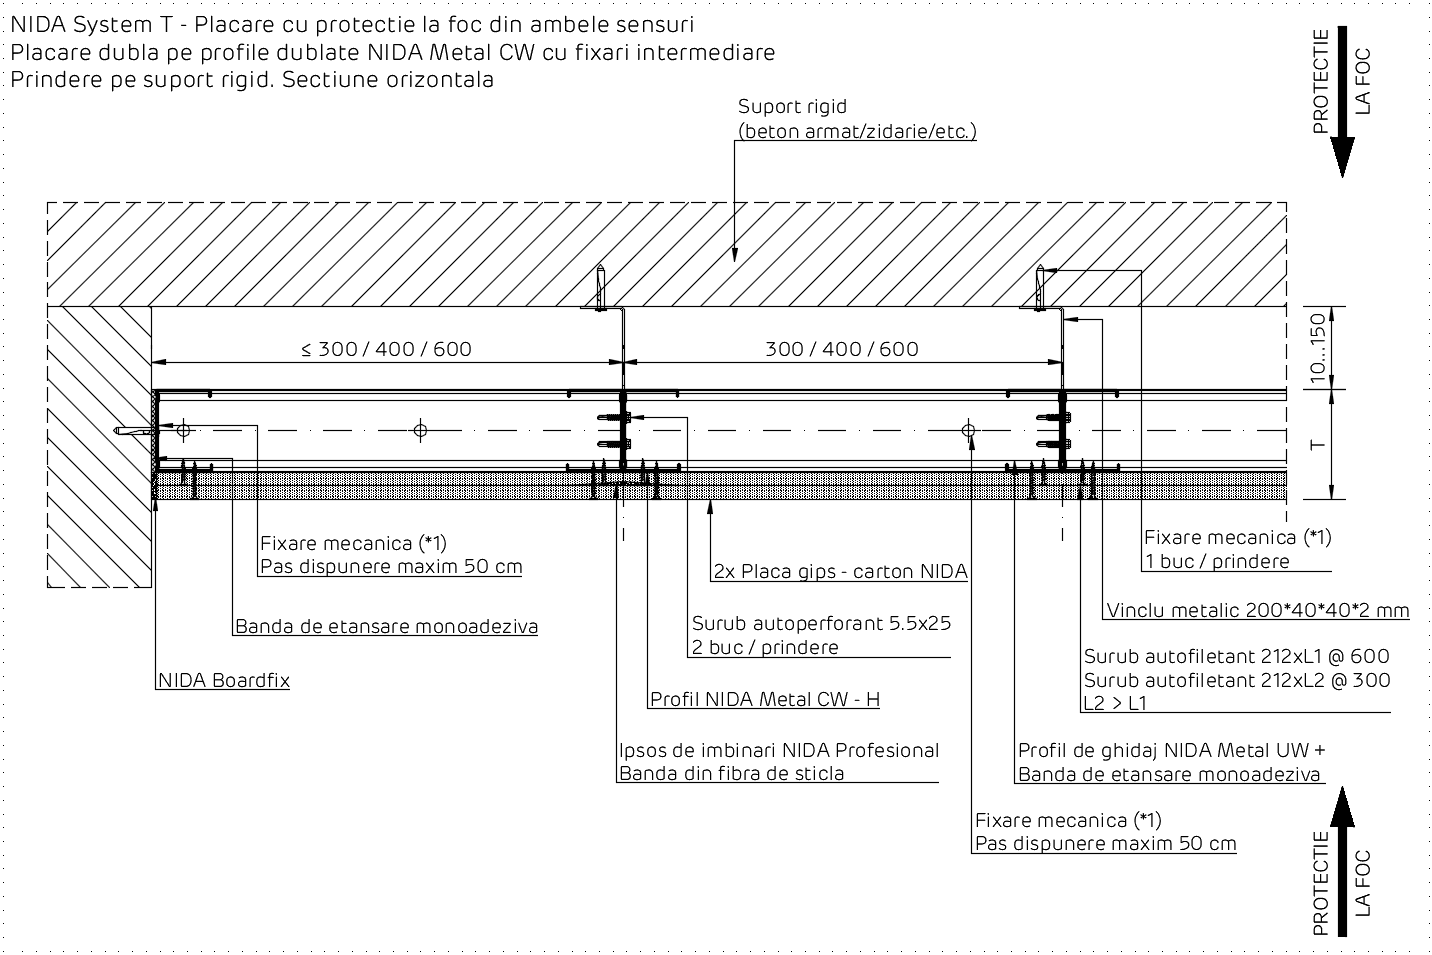 NIDA System T - Placare cu protectie la foc din ambele sensuri
Placare dubla pe profile dublate NIDA Metal CW cu fixari intermediare
Prindere pe suport rigid. Sectiune orizontala
PROTECTIE
LA FOC
Suport rigid
(beton armat/zidarie/etc.)
≤ 300 / 400 / 600
300 / 400 / 600
10...150
T
Fixare mecanica (*1)
Pas dispunere maxim 50 cm
Banda de etansare monoadeziva
NIDA Boardfix
2x Placa gips - carton NIDA
Surub autoperforant 5.5x25
2 buc / prindere
Profil NIDA Metal CW - H
Ipsos de imbinari NIDA Profesional
Banda din fibra de sticla
Fixare mecanica (*1)
1 buc / prindere
Vinclu metalic 200*40*40*2 mm
Surub autofiletant 212xL1 @ 600
Surub autofiletant 212xL2 @ 300
L2 > L1
Profil de ghidaj NIDA Metal UW +
Banda de etansare monoadeziva
Fixare mecanica (*1)
Pas dispunere maxim 50 cm
PROTECTIE
LA FOC